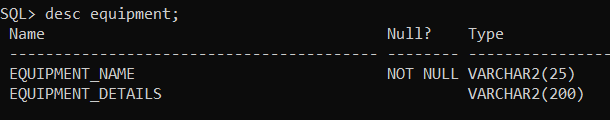 SQL> desc equipment;
Name                                      Null?    Type
----------------------------------------- -------- -----------------
EQUIPMENT_NAME                            NOT NULL VARCHAR2(25)
EQUIPMENT_DETAILS                                  VARCHAR2(200)